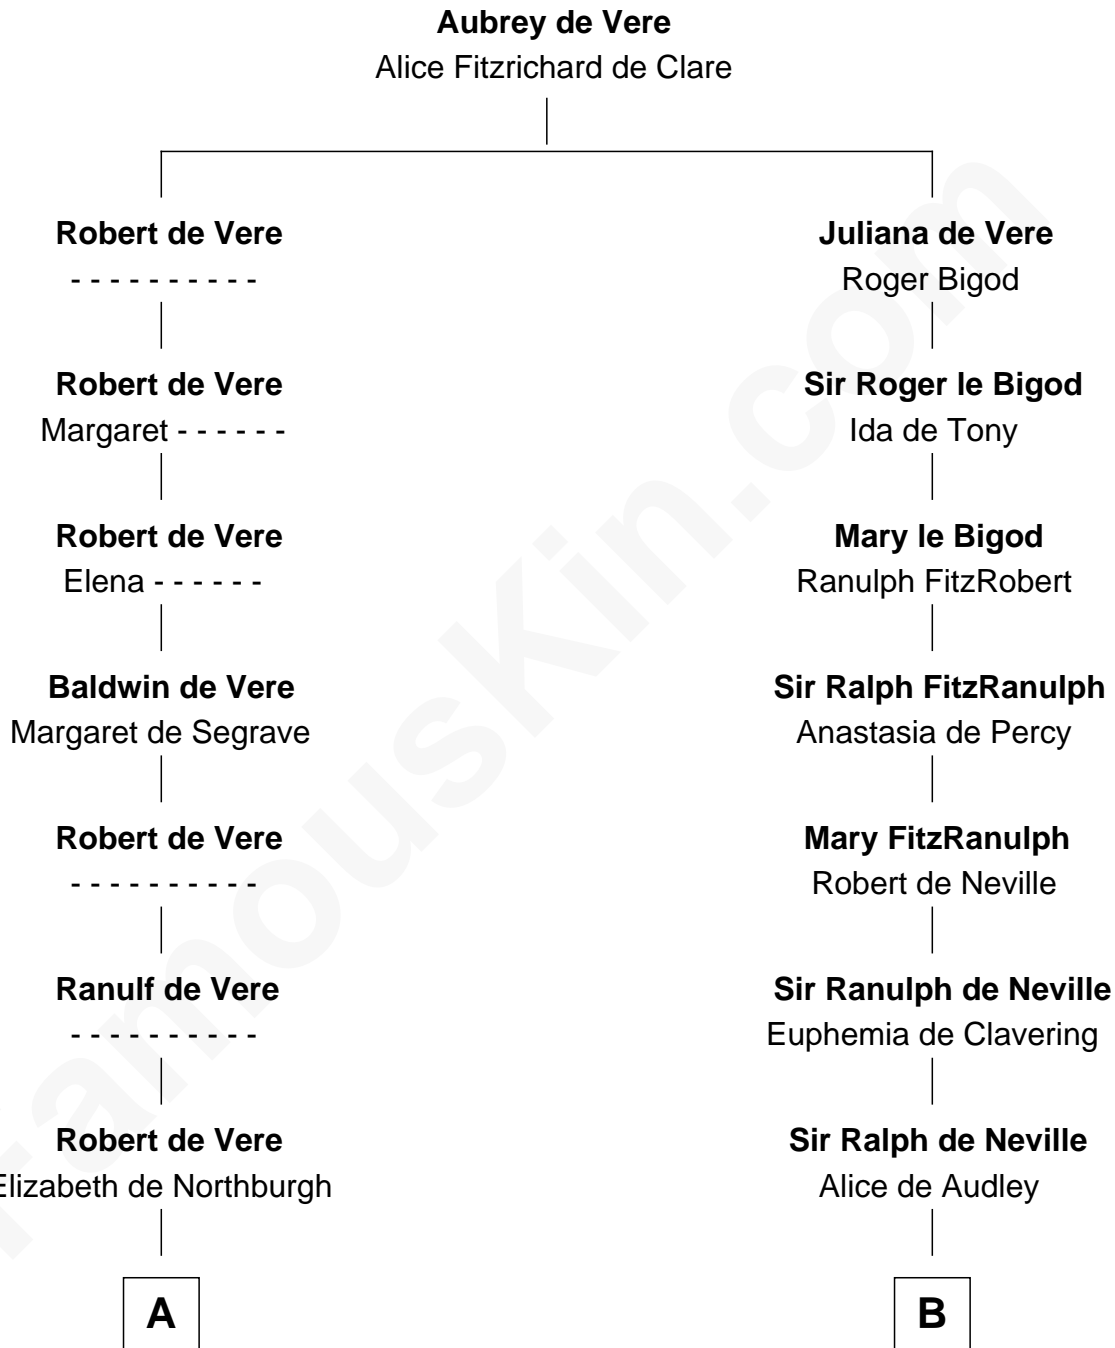 Aubrey de Vere
Alice Fitzrichard de Clare
Robert de Vere
- - - - - - - - - -
Robert de Vere
Margaret - - - - - -
Robert de Vere
Elena - - - - - -
Baldwin de Vere
Margaret de Segrave
Robert de Vere
- - - - - - - - - -
Ranulf de Vere
- - - - - - - - - -
Robert de Vere
Elizabeth de Northburgh
A
Juliana de Vere
Roger Bigod
Sir Roger le Bigod
Ida de Tony
Mary le Bigod
Ranulph FitzRobert
Sir Ralph FitzRanulph
Anastasia de Percy
Mary FitzRanulph
Robert de Neville
Sir Ranulph de Neville
Euphemia de Clavering
Sir Ralph de Neville
Alice de Audley
B
FamousKin.com